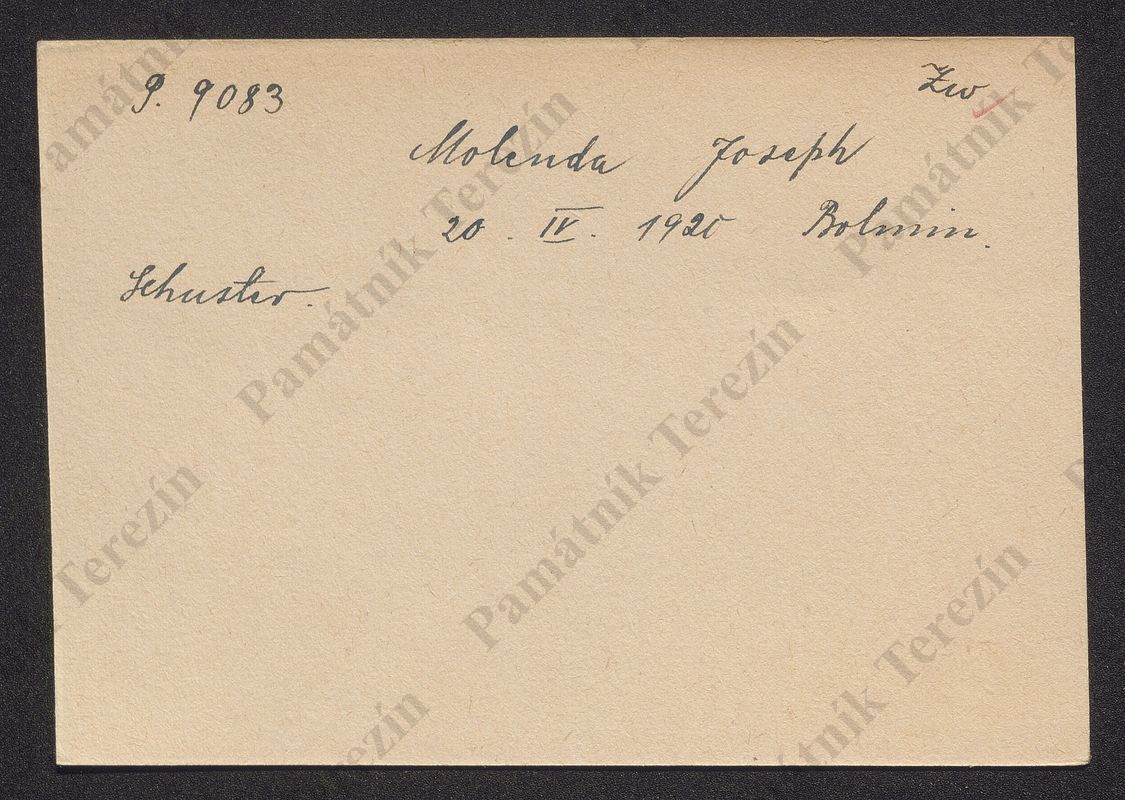 P. 9083
Zw
Molenda Joseph
20. IV. 1920 Bolmin.
Schuster.
Památník Terezín